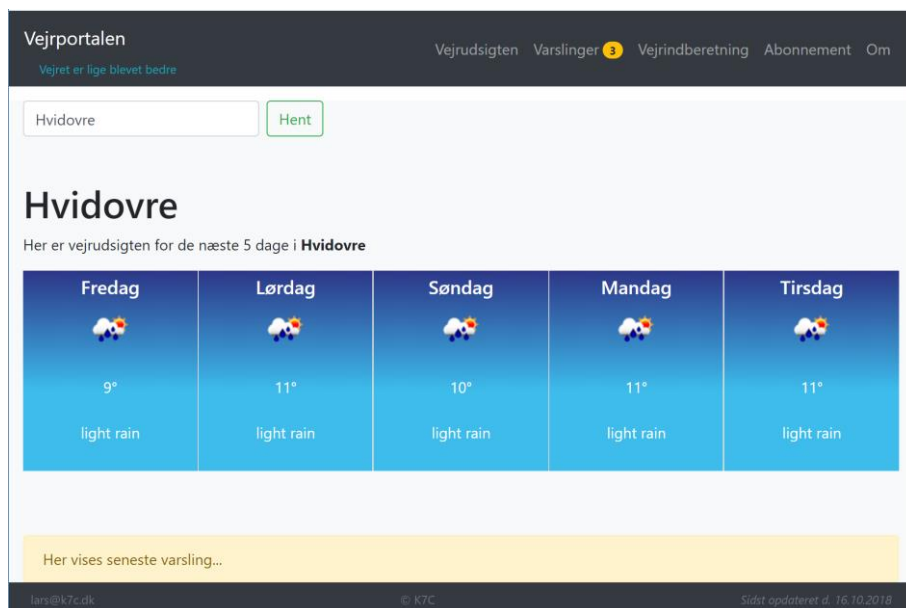 Vejrportalen
Vejret er lige blevet bedre
Vejrudsigten Varslinger 3 Vejrindberetning Abonnement Om
Hvidovre Hent
Hvidovre
Her er vejrudsigten for de næste 5 dage i Hvidovre
Fredag Lørdag Søndag Mandag Tirsdag
9° 11° 10° 11° 11°
light rain light rain light rain light rain light rain
Her vises seneste varsling...
lars@k7c.dk © K7C Sidst opdateret d. 16.10.2018